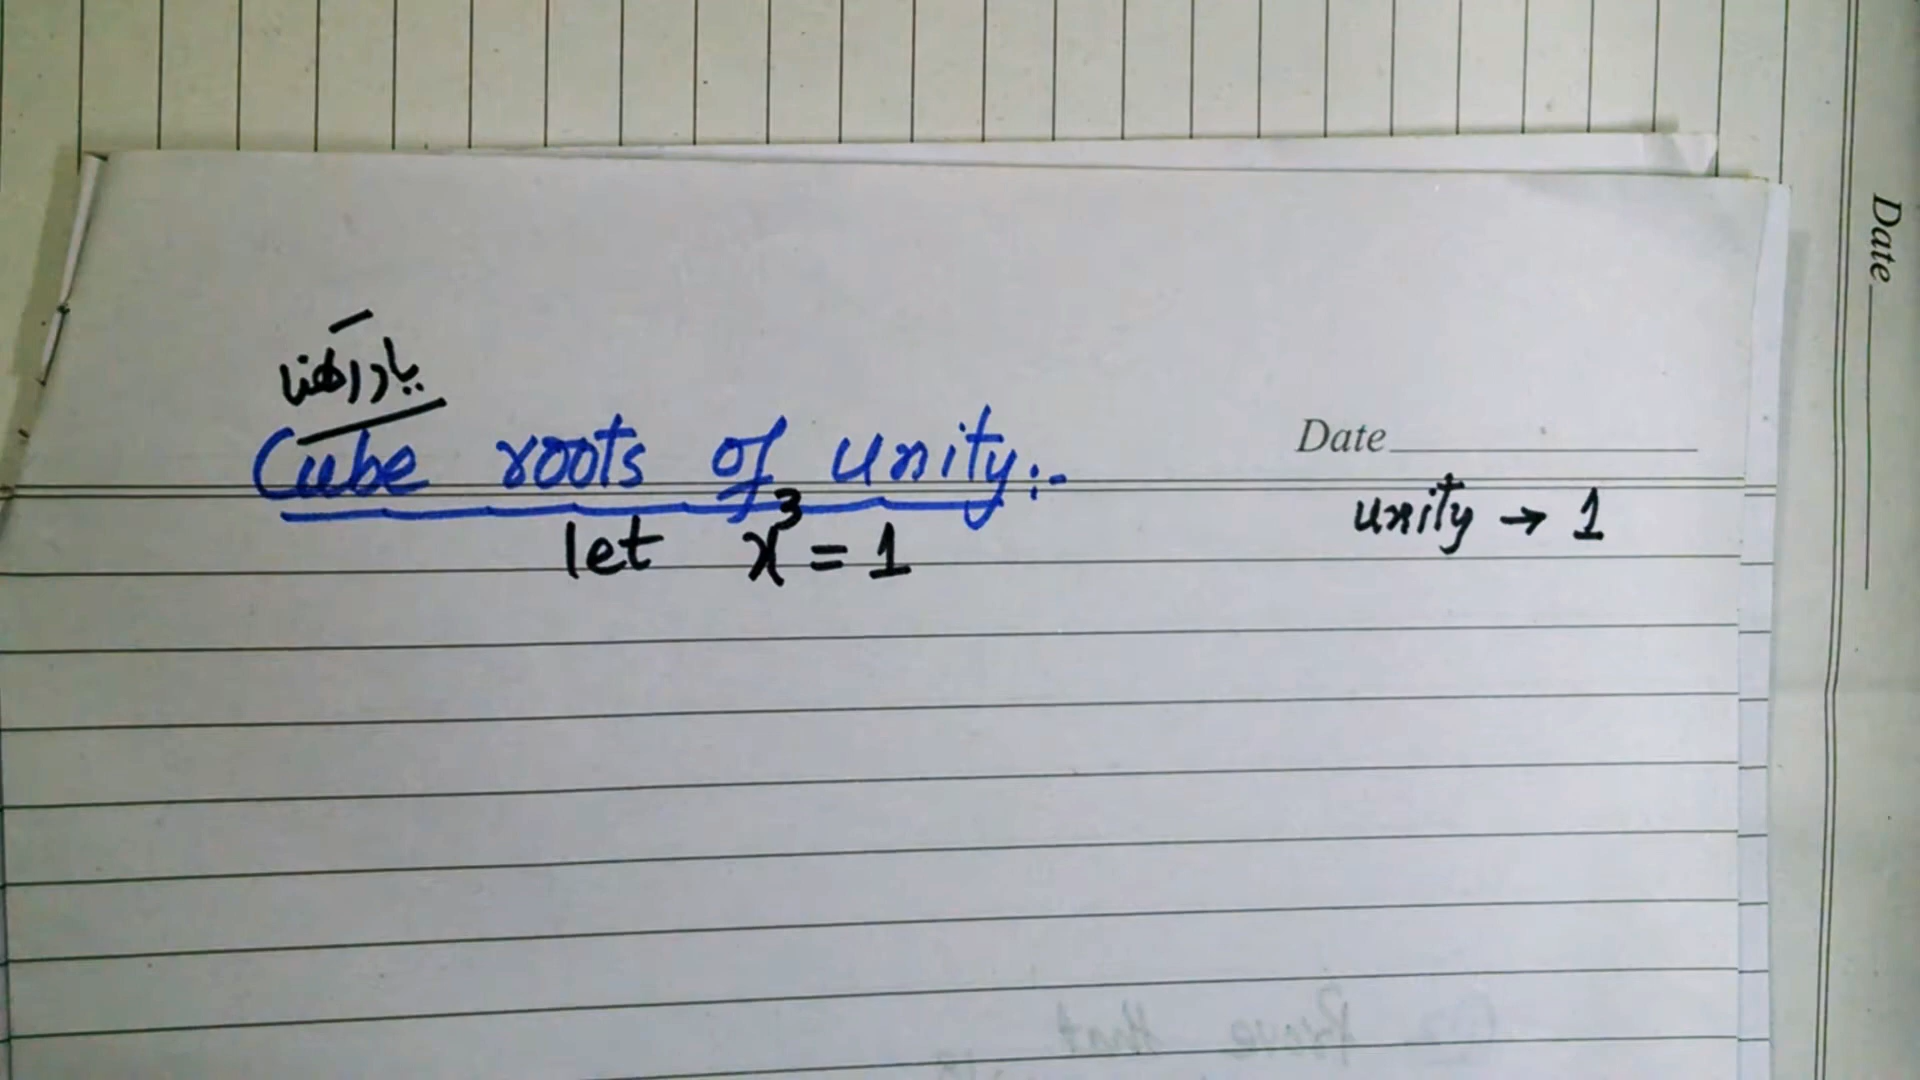 یاد رکھنا
Cube roots of unity:-
Date
unity → 1
let x³ = 1
Date